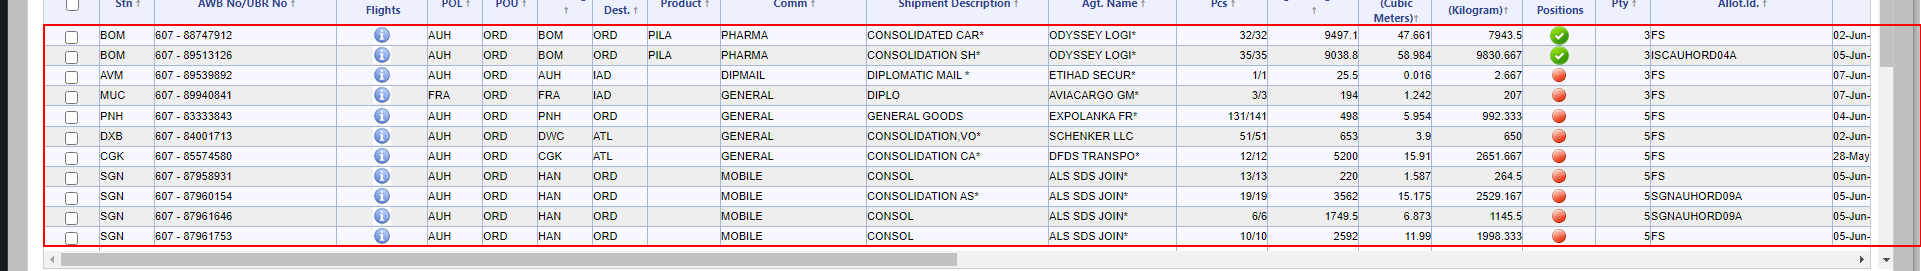 Stn ↑ AWB No/UBR No ↑ Flights POL ↑ POU ↑ Dest. ↑ Product ↑ Comm ↑ Shipment Description ↑ Agt. Name ↑ Pcs ↑ (Cubic Meters)↑ (Kilogram)↑ Positions Pty ↑ Allot.Id. ↑
BOM 607 - 88747912 AUH ORD BOM ORD PILA PHARMA CONSOLIDATED CAR* ODYSSEY LOGI* 32/32 9497.1 47.661 7943.5 3 FS 02-Jun-
BOM 607 - 89513126 AUH ORD BOM ORD PILA PHARMA CONSOLIDATION SH* ODYSSEY LOGI* 35/35 9038.8 58.984 9830.667 3 ISCAUHORD04A 05-Jun-
AVM 607 - 89539892 AUH ORD AUH IAD DIPMAIL DIPLOMATIC MAIL * ETIHAD SECUR* 1/1 25.5 0.016 2.667 3 FS 07-Jun-
MUC 607 - 89940841 FRA ORD FRA IAD GENERAL DIPLO AVIACARGO GM* 3/3 194 1.242 207 3 FS 07-Jun-
PNH 607 - 83333843 AUH ORD PNH ORD GENERAL GENERAL GOODS EXPOLANKA FR* 131/141 498 5.954 992.333 5 FS 04-Jun-
DXB 607 - 84001713 AUH ORD DWC ATL GENERAL CONSOLIDATION,VO* SCHENKER LLC 51/51 653 3.9 650 5 FS 02-Jun-
CGK 607 - 85574580 AUH ORD CGK ATL GENERAL CONSOLIDATION CA* DFDS TRANSPO* 12/12 5200 15.91 2651.667 5 FS 28-May
SGN 607 - 87958931 AUH ORD HAN ORD MOBILE CONSOL ALS SDS JOIN* 13/13 220 1.587 264.5 5 FS 05-Jun-
SGN 607 - 87960154 AUH ORD HAN ORD MOBILE CONSOLIDATION AS* ALS SDS JOIN* 19/19 3562 15.175 2529.167 5 SGNAUHORD09A 05-Jun-
SGN 607 - 87961646 AUH ORD HAN ORD MOBILE CONSOL ALS SDS JOIN* 6/6 1749.5 6.873 1145.5 5 SGNAUHORD09A 05-Jun-
SGN 607 - 87961753 AUH ORD HAN ORD MOBILE CONSOL ALS SDS JOIN* 10/10 2592 11.99 1998.333 5 FS 05-Jun-